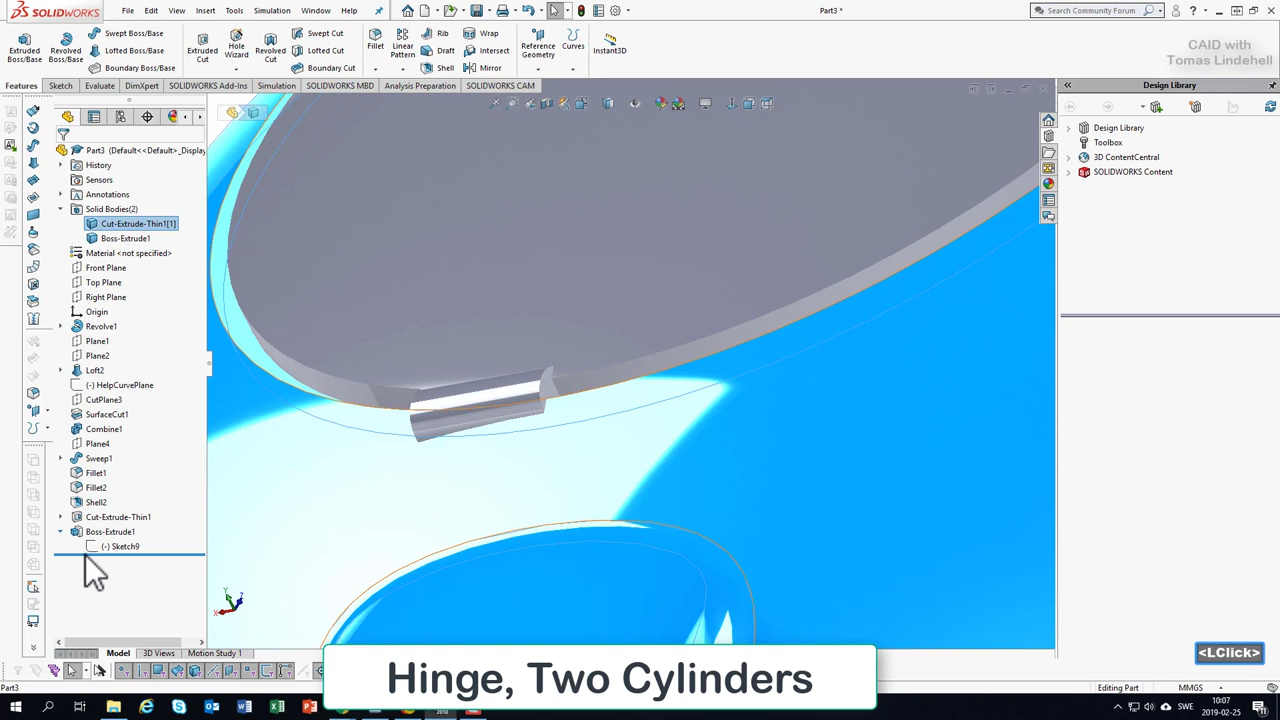 SOLIDWORKS
File Edit View Insert Tools Simulation Window Help
Part3 *
Search Community Forum
Extruded Boss/Base
Revolved Boss/Base
Swept Boss/Base
Lofted Boss/Base
Boundary Boss/Base
Extruded Cut
Hole Wizard
Revolved Cut
Swept Cut
Lofted Cut
Boundary Cut
Fillet
Linear Pattern
Rib
Draft
Shell
Wrap
Intersect
Mirror
Reference Geometry
Curves
Instant3D
CAID with
Tomas Lindehell
Features Sketch Evaluate DimXpert SOLIDWORKS Add-Ins Simulation SOLIDWORKS MBD Analysis Preparation SOLIDWORKS CAM
Design Library
Design Library
Toolbox
3D ContentCentral
SOLIDWORKS Content
Part3 (Default<<Default>_Display
History
Sensors
Annotations
Solid Bodies(2)
Cut-Extrude-Thin1[1]
Boss-Extrude1
Material <not specified>
Front Plane
Top Plane
Right Plane
Origin
Revolve1
Plane1
Plane2
Loft2
(-) HelpCurvePlane
CutPlane3
SurfaceCut1
Combine1
Plane4
Sweep1
Fillet1
Fillet2
Shell2
Cut-Extrude-Thin1
Boss-Extrude1
(-) Sketch9
Model 3D Views Motion Study 1
Hinge, Two Cylinders
<LClick>
Part3
Editing Part MMGS
SWE
10:07
2019-02-25